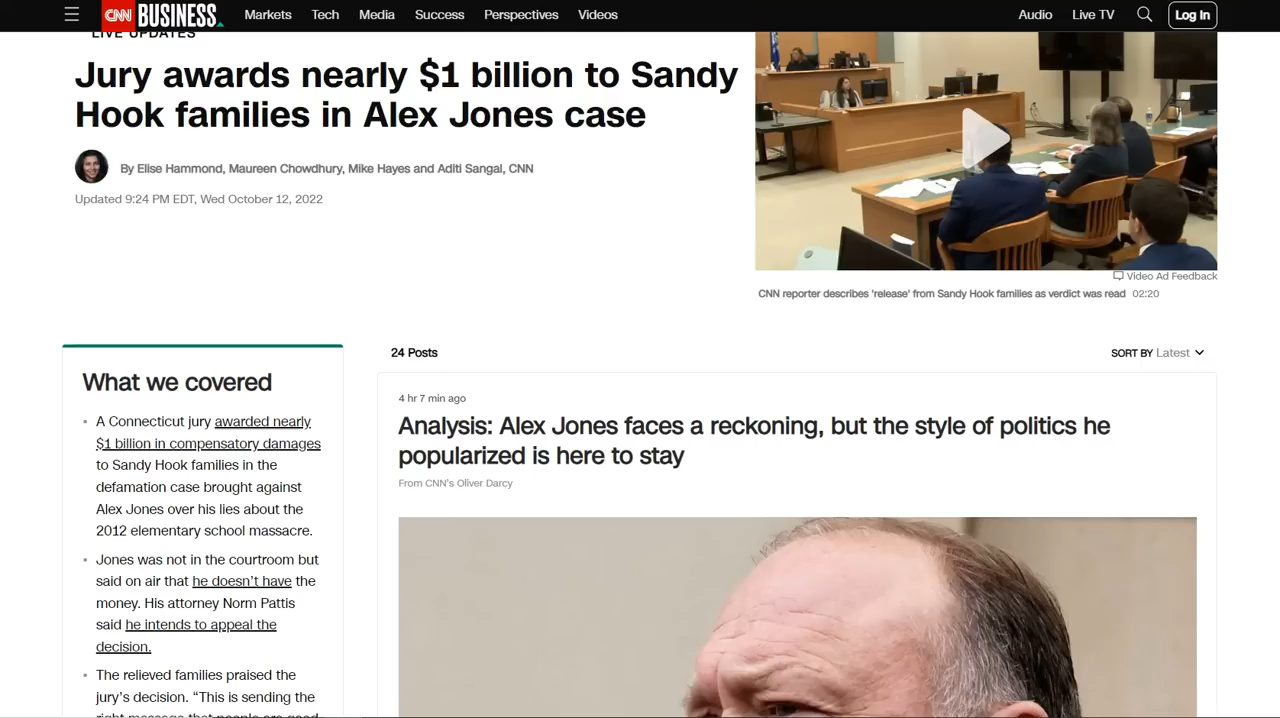 CNN BUSINESS Markets Tech Media Success Perspectives Videos Audio Live TV Log In
LIVE UPDATES
Jury awards nearly $1 billion to Sandy
Hook families in Alex Jones case
By Elise Hammond, Maureen Chowdhury, Mike Hayes and Aditi Sangal, CNN
Updated 9:24 PM EDT, Wed October 12, 2022
Video Ad Feedback
CNN reporter describes 'release' from Sandy Hook families as verdict was read 02:20
What we covered
• A Connecticut jury awarded nearly
$1 billion in compensatory damages
to Sandy Hook families in the
defamation case brought against
Alex Jones over his lies about the
2012 elementary school massacre.
• Jones was not in the courtroom but
said on air that he doesn’t have the
money. His attorney Norm Pattis
said he intends to appeal the
decision.
• The relieved families praised the
jury’s decision. “This is sending the
right message that people are good
24 Posts
SORT BY Latest
4 hr 7 min ago
Analysis: Alex Jones faces a reckoning, but the style of politics he
popularized is here to stay
From CNN's Oliver Darcy